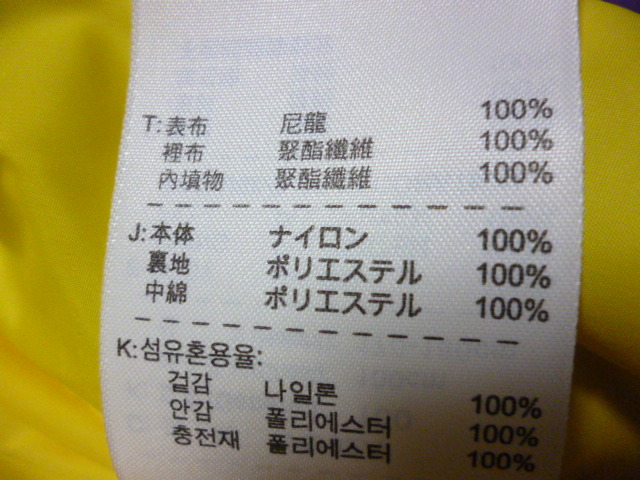 T: 表布 尼龍 100%
裡布 聚酯纖維 100%
內填物 聚酯纖維 100%
J: 本体 ナイロン 100%
裏地 ポリエステル 100%
中綿 ポリエステル 100%
K: 섬유혼용율:
겉감 나일론 100%
안감 폴리에스터 100%
충전재 폴리에스터 100%